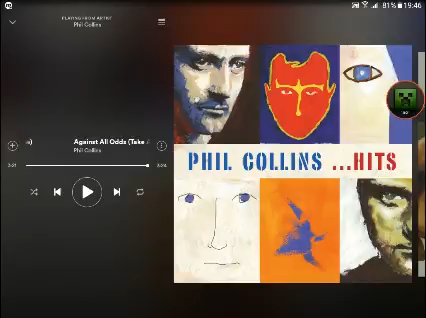 81% 19:46
PLAYING FROM ARTIST
Phil Collins
Against All Odds (Take
Phil Collins
PHIL COLLINS ...HITS